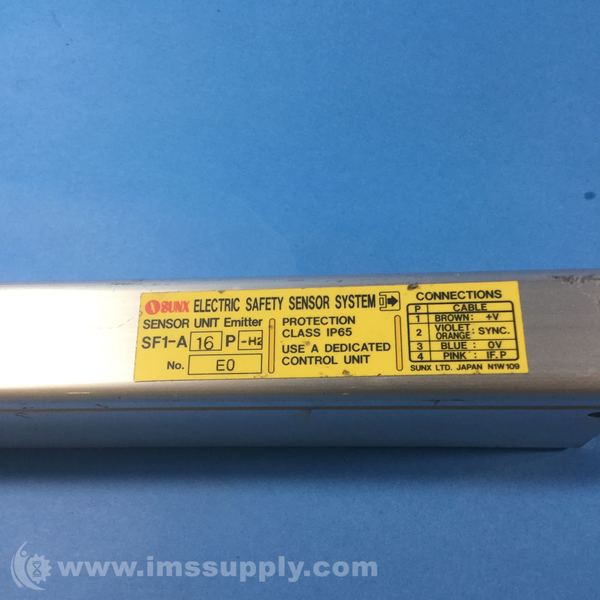 SUNX ELECTRIC SAFETY SENSOR SYSTEM
SENSOR UNIT Emitter
SF1-A 16 P -H2
No. E0
PROTECTION
CLASS IP65
USE A DEDICATED
CONTROL UNIT
CONNECTIONS
P CABLE
1 BROWN: +V
2 VIOLET ORANGE: SYNC.
3 BLUE: 0V
4 PINK: IF.P
SUNX LTD. JAPAN N1W109
www.imssupply.com